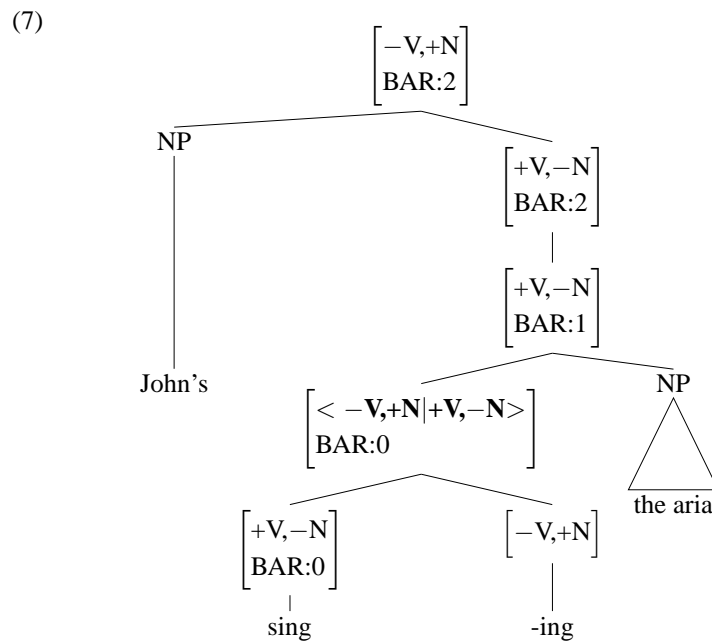 (7)
−V,+N
BAR:2
NP
+V,−N
BAR:2
+V,−N
BAR:1
John's
NP
< −V,+N|+V,−N>
BAR:0
the aria
+V,−N
BAR:0
[−V,+N]
sing
-ing